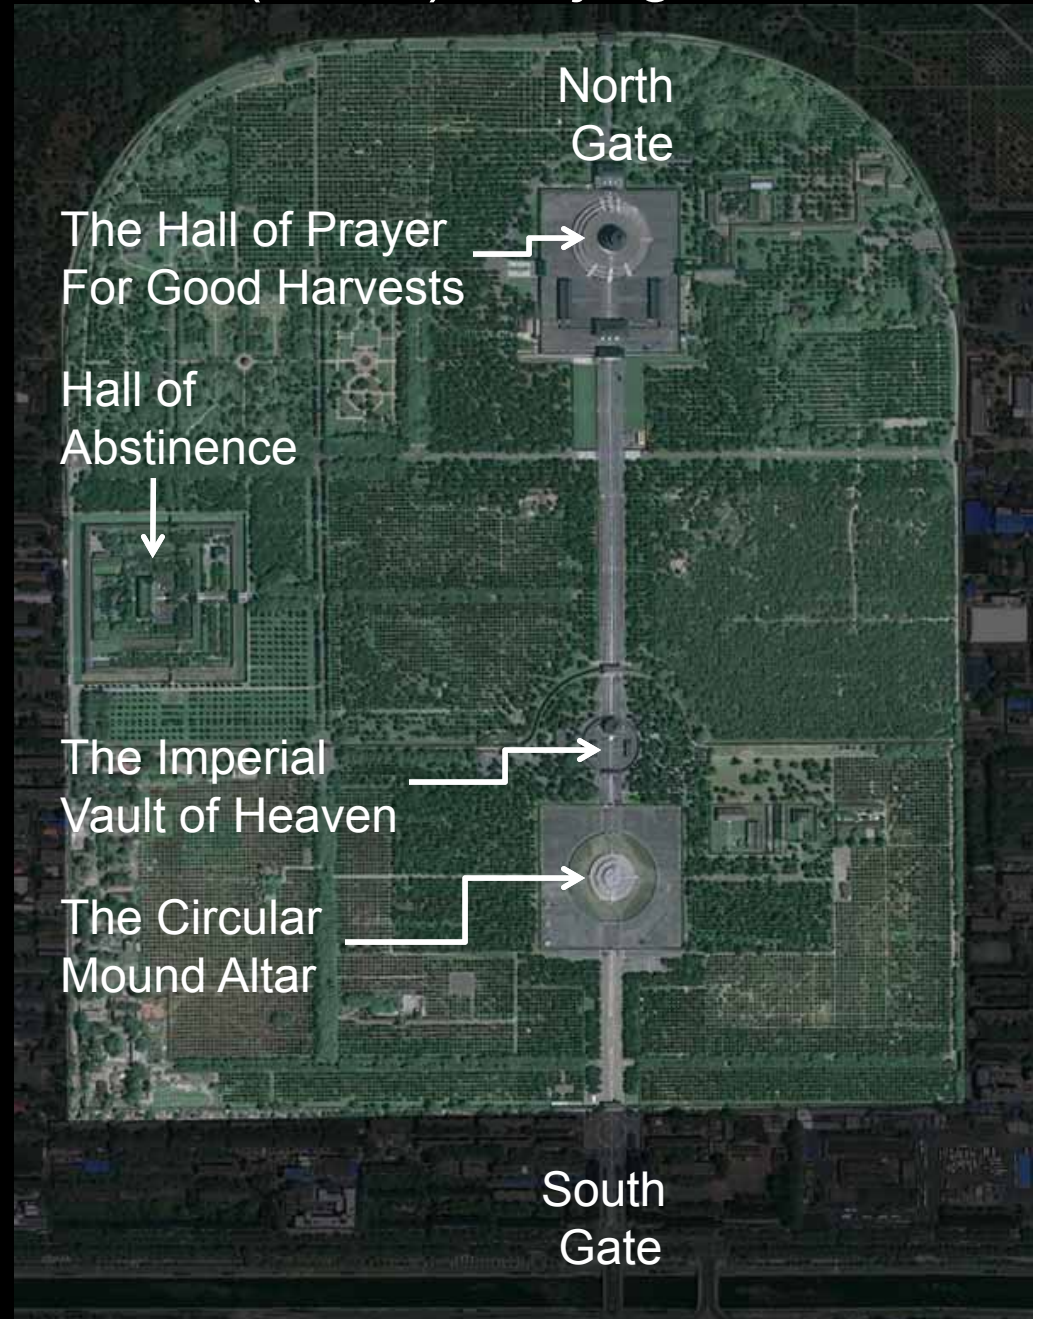 North
Gate
The Hall of Prayer
For Good Harvests
Hall of
Abstinence
The Imperial
Vault of Heaven
The Circular
Mound Altar
South
Gate